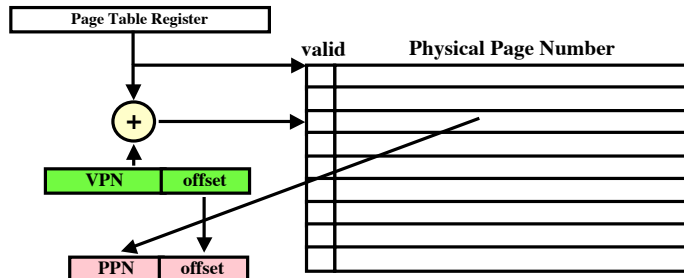 Page Table Register
valid Physical Page Number
+
VPN offset
PPN offset